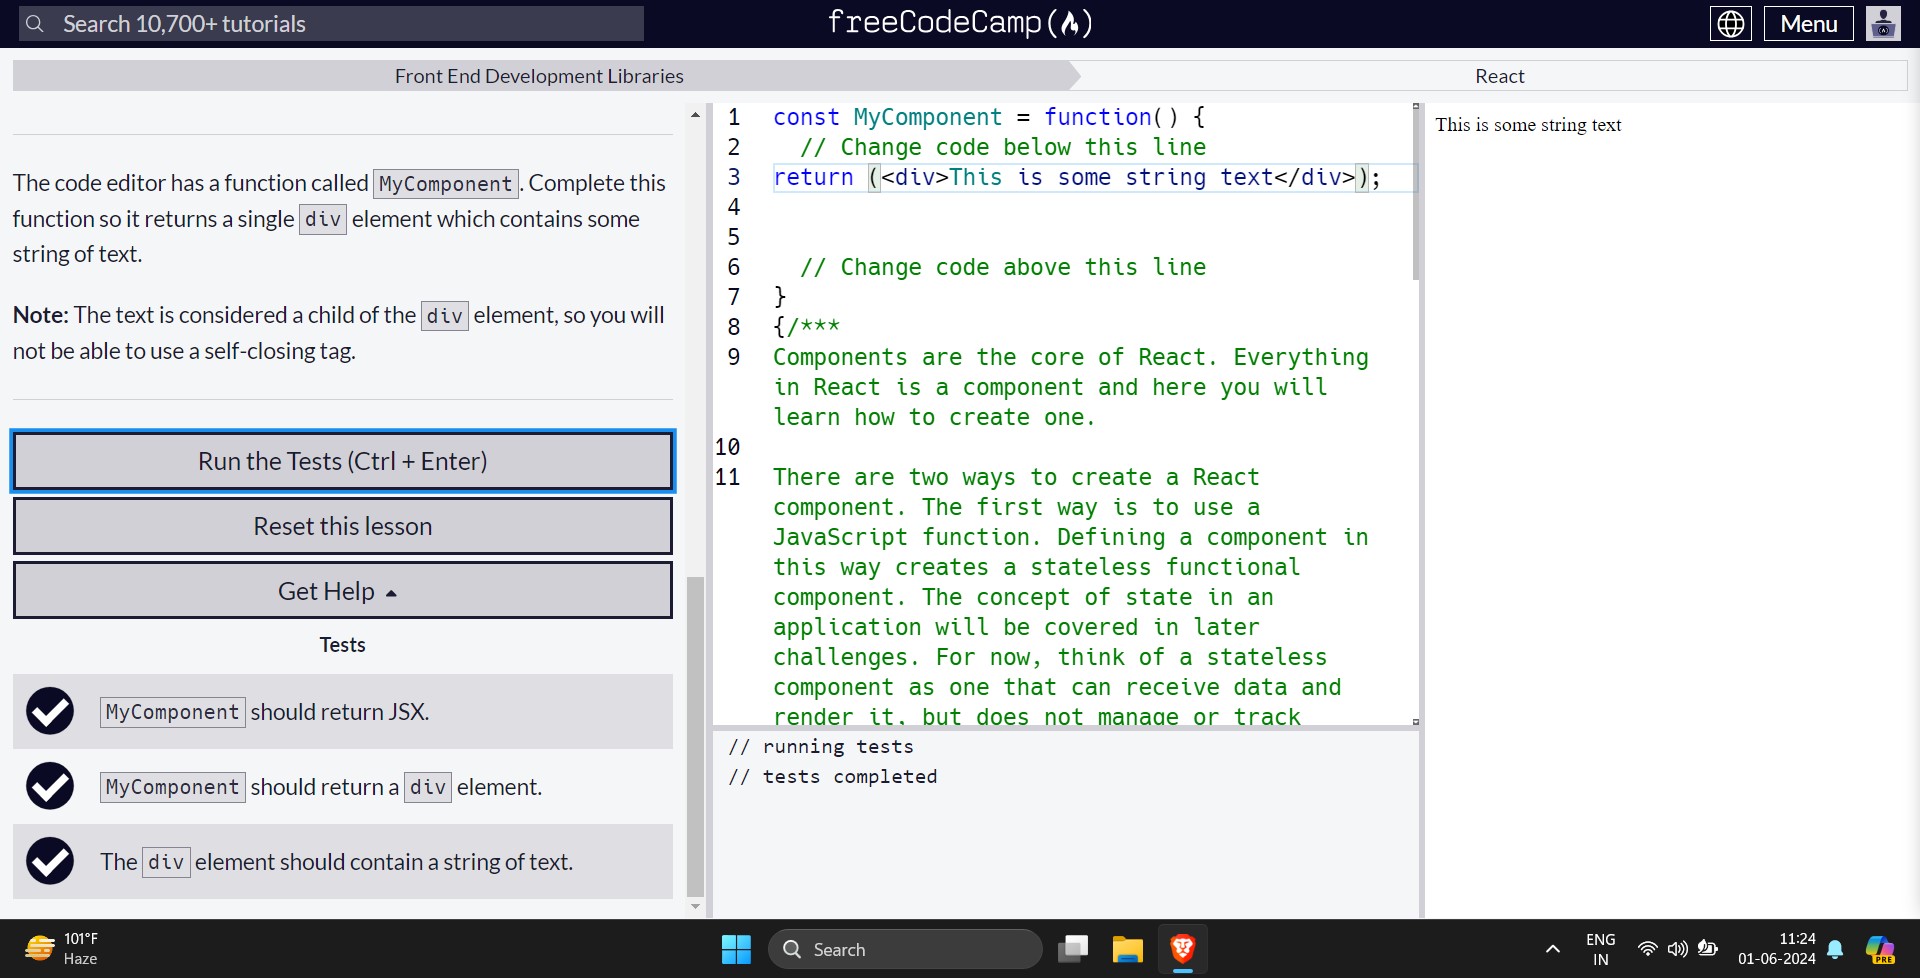 Search 10,700+ tutorials
freeCodeCamp(🔥)
Menu
Front End Development Libraries
React
The code editor has a function called MyComponent. Complete this
function so it returns a single div element which contains some
string of text.
Note: The text is considered a child of the div element, so you will
not be able to use a self-closing tag.
Run the Tests (Ctrl + Enter)
Reset this lesson
Get Help
Tests
MyComponent should return JSX.
MyComponent should return a div element.
The div element should contain a string of text.
1 const MyComponent = function() {
2 // Change code below this line
3 return (<div>This is some string text</div>);
4
5
6 // Change code above this line
7 }
8 {/***
9 Components are the core of React. Everything
in React is a component and here you will
learn how to create one.
10
11 There are two ways to create a React
component. The first way is to use a
JavaScript function. Defining a component in
this way creates a stateless functional
component. The concept of state in an
application will be covered in later
challenges. For now, think of a stateless
component as one that can receive data and
render it, but does not manage or track
// running tests
// tests completed
This is some string text
101°F
Haze
Search
ENG
IN
11:24
01-06-2024
PRE